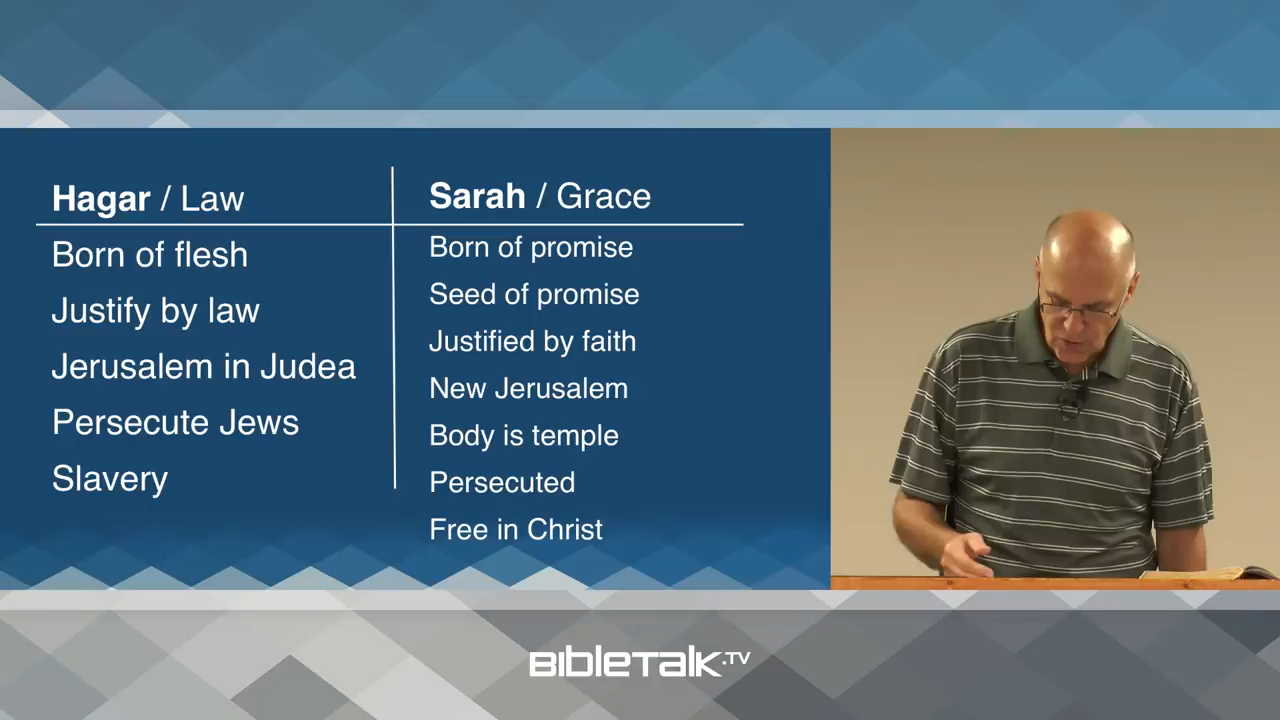 Hagar / Law
Born of flesh
Justify by law
Jerusalem in Judea
Persecute Jews
Slavery
Sarah / Grace
Born of promise
Seed of promise
Justified by faith
New Jerusalem
Body is temple
Persecuted
Free in Christ
BibleTalk.TV